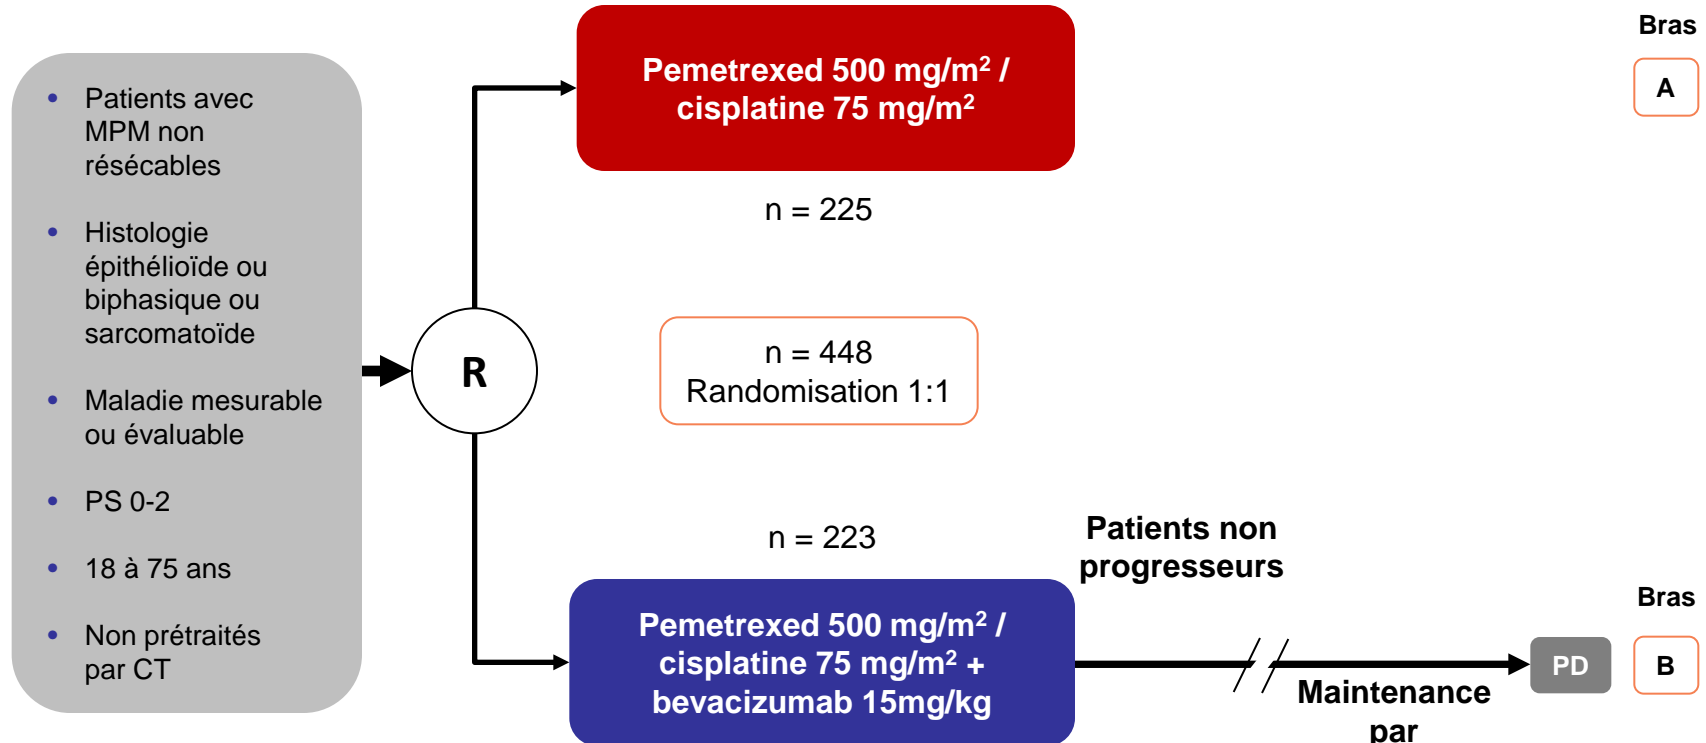 • Patients avec
MPM non
résécables
• Histologie
épithélioïde ou
biphasique ou
sarcomatoïde
• Maladie mesurable
ou évaluable
• PS 0-2
• 18 à 75 ans
• Non prétraités
par CT
R
Pemetrexed 500 mg/m² /
cisplatine 75 mg/m²
n = 225
Bras
A
n = 448
Randomisation 1:1
n = 223
Pemetrexed 500 mg/m² /
cisplatine 75 mg/m² +
bevacizumab 15mg/kg
Patients non
progresseurs
Maintenance
par
PD
Bras
B